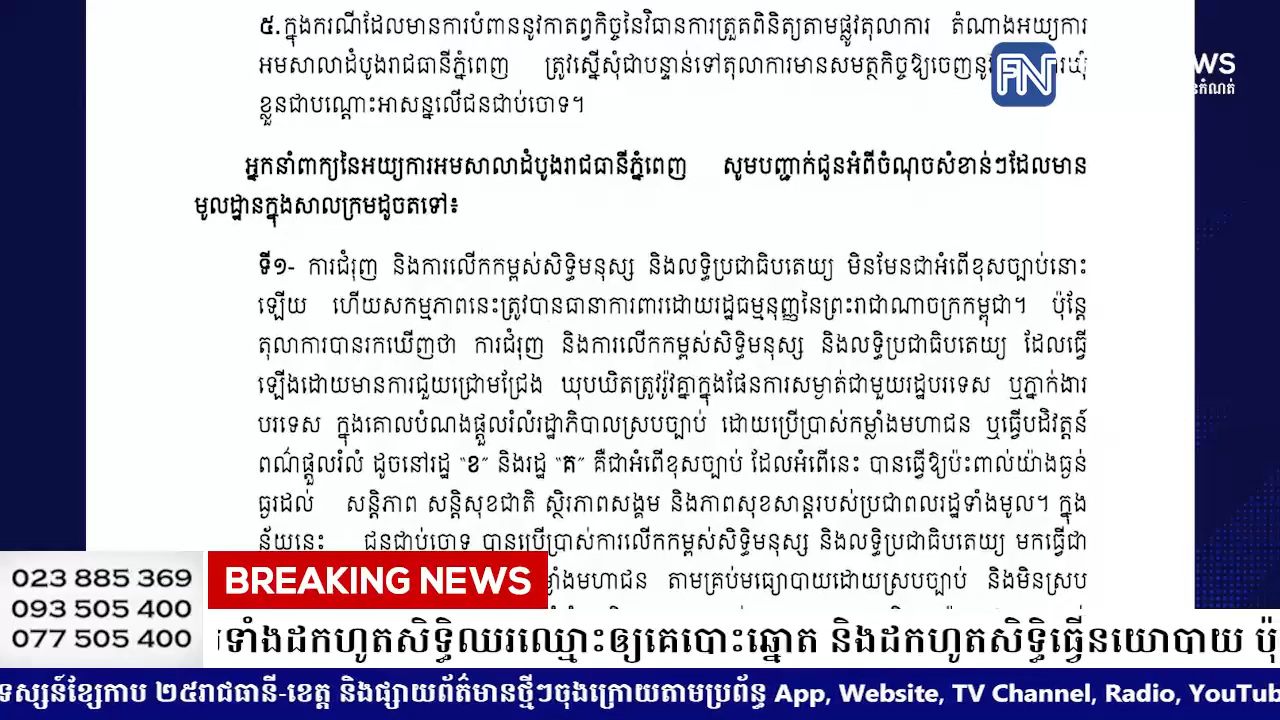 ៥. ក្នុងករណីដែលមានការបំពាននូវកាតព្វកិច្ចនៃវិធានការត្រួតពិនិត្យតាមផ្លូវតុលាការ តំណាងអយ្យការ
អមសាលាដំបូងរាជធានីភ្នំពេញ ត្រូវស្នើសុំជាបន្ទាន់ទៅតុលាការមានសមត្ថកិច្ចឱ្យចេញនូវ
ខ្លួនជាបណ្តោះអាសន្នលើជនជាប់ចោទ។
FN
WS
អ្នកនាំពាក្យនៃអយ្យការអមសាលាដំបូងរាជធានីភ្នំពេញ សូមបញ្ជាក់ជូនអំពីចំណុចសំខាន់ៗដែលមាន
មូលដ្ឋានក្នុងសាលក្រមដូចតទៅ៖
ទី១- ការជំរុញ និងការលើកកម្ពស់សិទ្ធិមនុស្ស និងលទ្ធិប្រជាធិបតេយ្យ មិនមែនជាអំពើខុសច្បាប់នោះ
ឡើយ ហើយសកម្មភាពនេះត្រូវបានធានាការពារដោយរដ្ឋធម្មនុញ្ញនៃព្រះរាជាណាចក្រកម្ពុជា។ ប៉ុន្តែ
តុលាការបានរកឃើញថា ការជំរុញ និងការលើកកម្ពស់សិទ្ធិមនុស្ស និងលទ្ធិប្រជាធិបតេយ្យ ដែលធ្វើ
ឡើងដោយមានការជួយជ្រោមជ្រែង ឃុបឃិតត្រូវរ៉ូវគ្នាក្នុងផែនការសម្ងាត់ជាមួយរដ្ឋបរទេស ឬភ្នាក់ងារ
បរទេស ក្នុងគោលបំណងផ្តួលរំលំរដ្ឋាភិបាលស្របច្បាប់ ដោយប្រើប្រាស់កម្លាំងមហាជន ឬធ្វើបដិវត្តន៍
ពណ៌ផ្តួលរំលំ ដូចនៅរដ្ឋ “ខ” និងរដ្ឋ “គ” គឺជាអំពើខុសច្បាប់ ដែលអំពើនេះ បានធ្វើឱ្យប៉ះពាល់យ៉ាងធ្ងន់
ធ្ងរដល់ សន្តិភាព សន្តិសុខជាតិ ស្ថិរភាពសង្គម និងភាពសុខសាន្តរបស់ប្រជាពលរដ្ឋទាំងមូល។ ក្នុង
ន័យនេះ ជនជាប់ចោទ បានប្រើប្រាស់ការលើកកម្ពស់សិទ្ធិមនុស្ស និងលទ្ធិប្រជាធិបតេយ្យ មកធ្វើជា
លាំងមហាជន តាមគ្រប់មធ្យោបាយដោយស្របច្បាប់ និងមិនស្រប
023 885 369
093 505 400
077 505 400
BREAKING NEWS
ទាំងដកហូតសិទ្ធិឈរឈ្មោះឲ្យគេបោះឆ្នោត និងដកហូតសិទ្ធិធ្វើនយោបាយ ប៉ុ
ទស្សន៍ខ្សែកាប ២៥រាជធានី-ខេត្ត និងផ្សាយព័ត៌មានថ្មីៗចុងក្រោយតាមប្រព័ន្ធ App, Website, TV Channel, Radio, YouTub